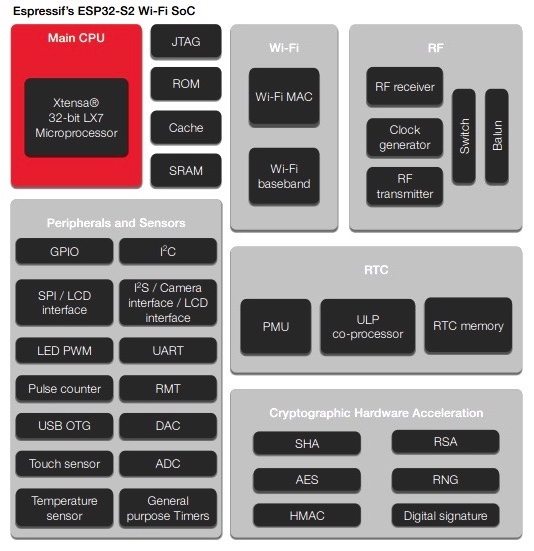 Espressif's ESP32-S2 Wi-Fi SoC
Main CPU
Xtensa®
32-bit LX7
Microprocessor
JTAG
ROM
Cache
SRAM
Wi-Fi
Wi-Fi MAC
Wi-Fi
baseband
RF
RF receiver
Clock
generator
RF
transmitter
Switch
Balun
Peripherals and Sensors
GPIO
I²C
SPI / LCD
interface
I²S / Camera
interface / LCD
interface
LED PWM
UART
Pulse counter
RMT
USB OTG
DAC
Touch sensor
ADC
Temperature
sensor
General
purpose Timers
RTC
PMU
ULP
co-processor
RTC memory
Cryptographic Hardware Acceleration
SHA
RSA
AES
RNG
HMAC
Digital signature